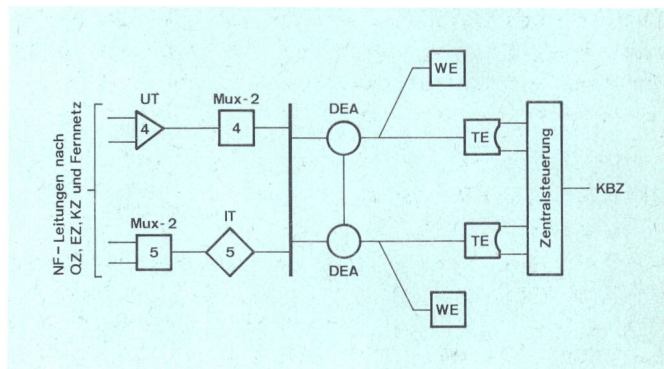 WE
UT
Mux-2
DEA
4
4
TE
NF-Leitungen nach
QZ, EZ, KZ und Fernnetz
Zentralsteuerung
KBZ
Mux-2
IT
5
5
TE
DEA
WE